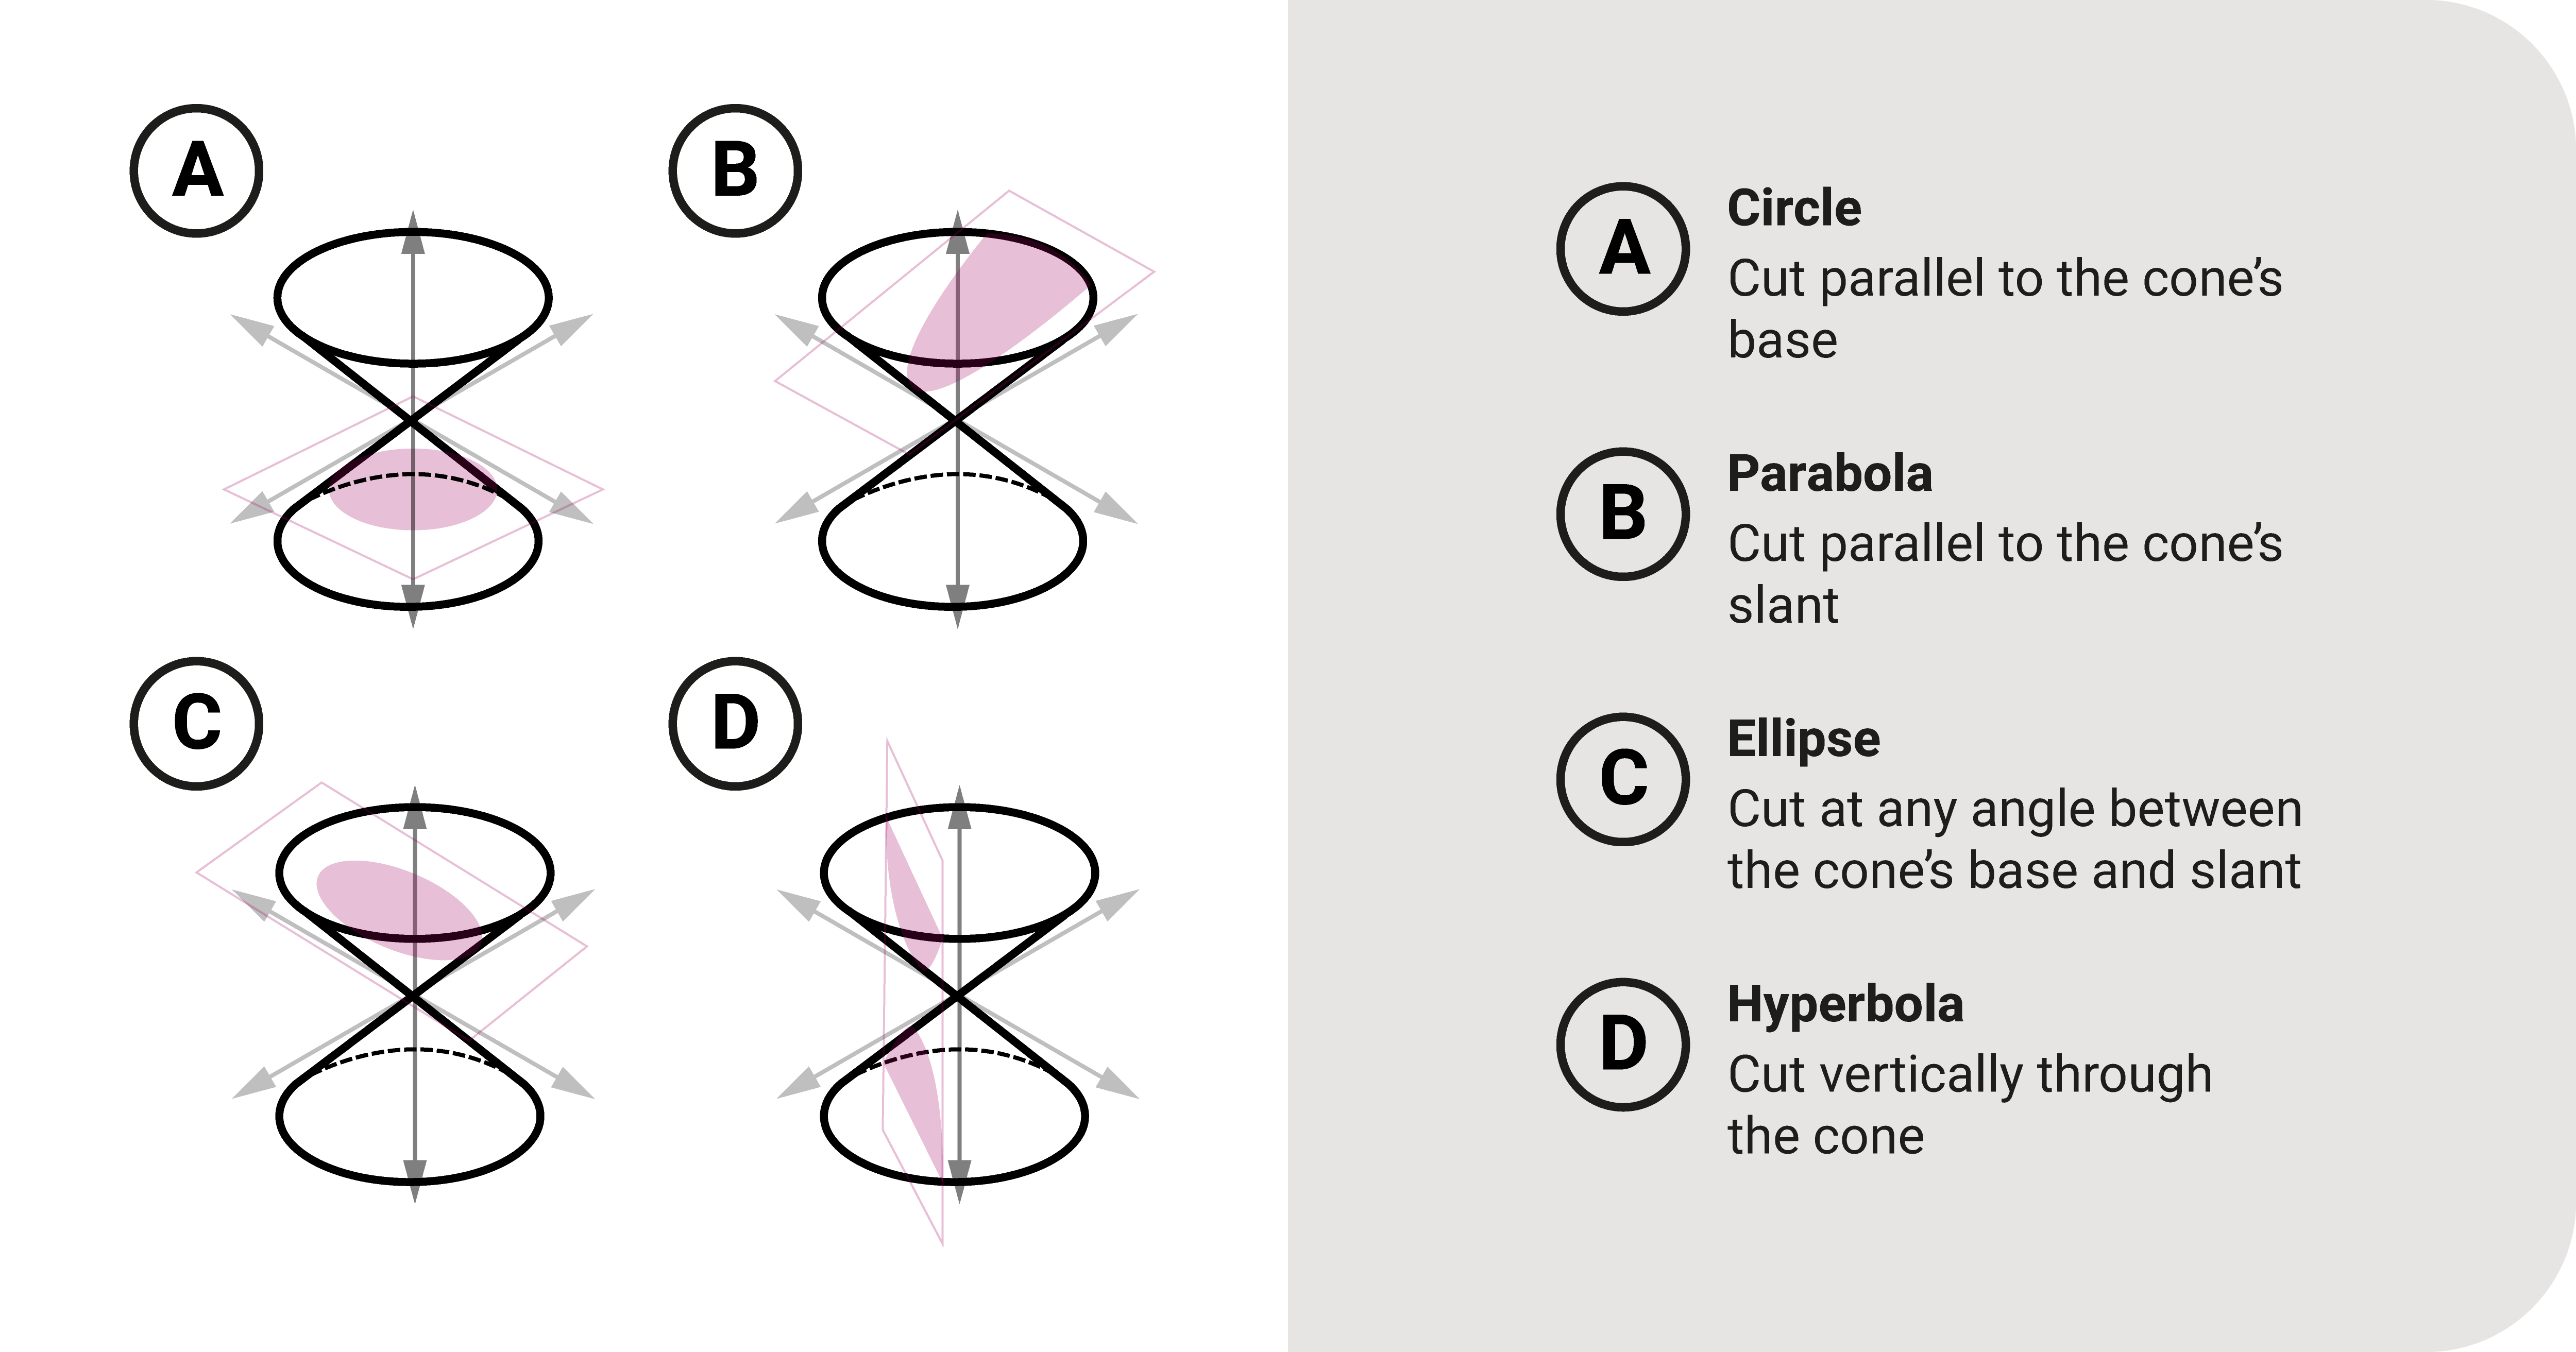 A
B
C
D
A
Circle
Cut parallel to the cone’s
base
B
Parabola
Cut parallel to the cone’s
slant
C
Ellipse
Cut at any angle between
the cone’s base and slant
D
Hyperbola
Cut vertically through
the cone